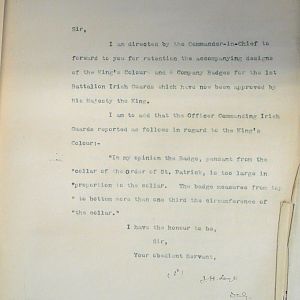 Sir,
I am directed by the Commander-in-Chief to
forward to you for retention the accompanying designs
of the King's Colour and 8 Company Badges for the 1st
Battalion Irish Guards which have now been approved by
His Majesty the King.
I am to add that the Officer Commanding Irish
Guards reported as follows in regard to the King's
Colour:-
"In my opinion the Badge, pendant from the
"collar of the Order of St. Patrick, is too large in
"proportion to the collar. The badge measures from top
" to bottom more than one third the circumference of
"the collar."
I have the honour to be,
Sir,
Your obedient Servant,